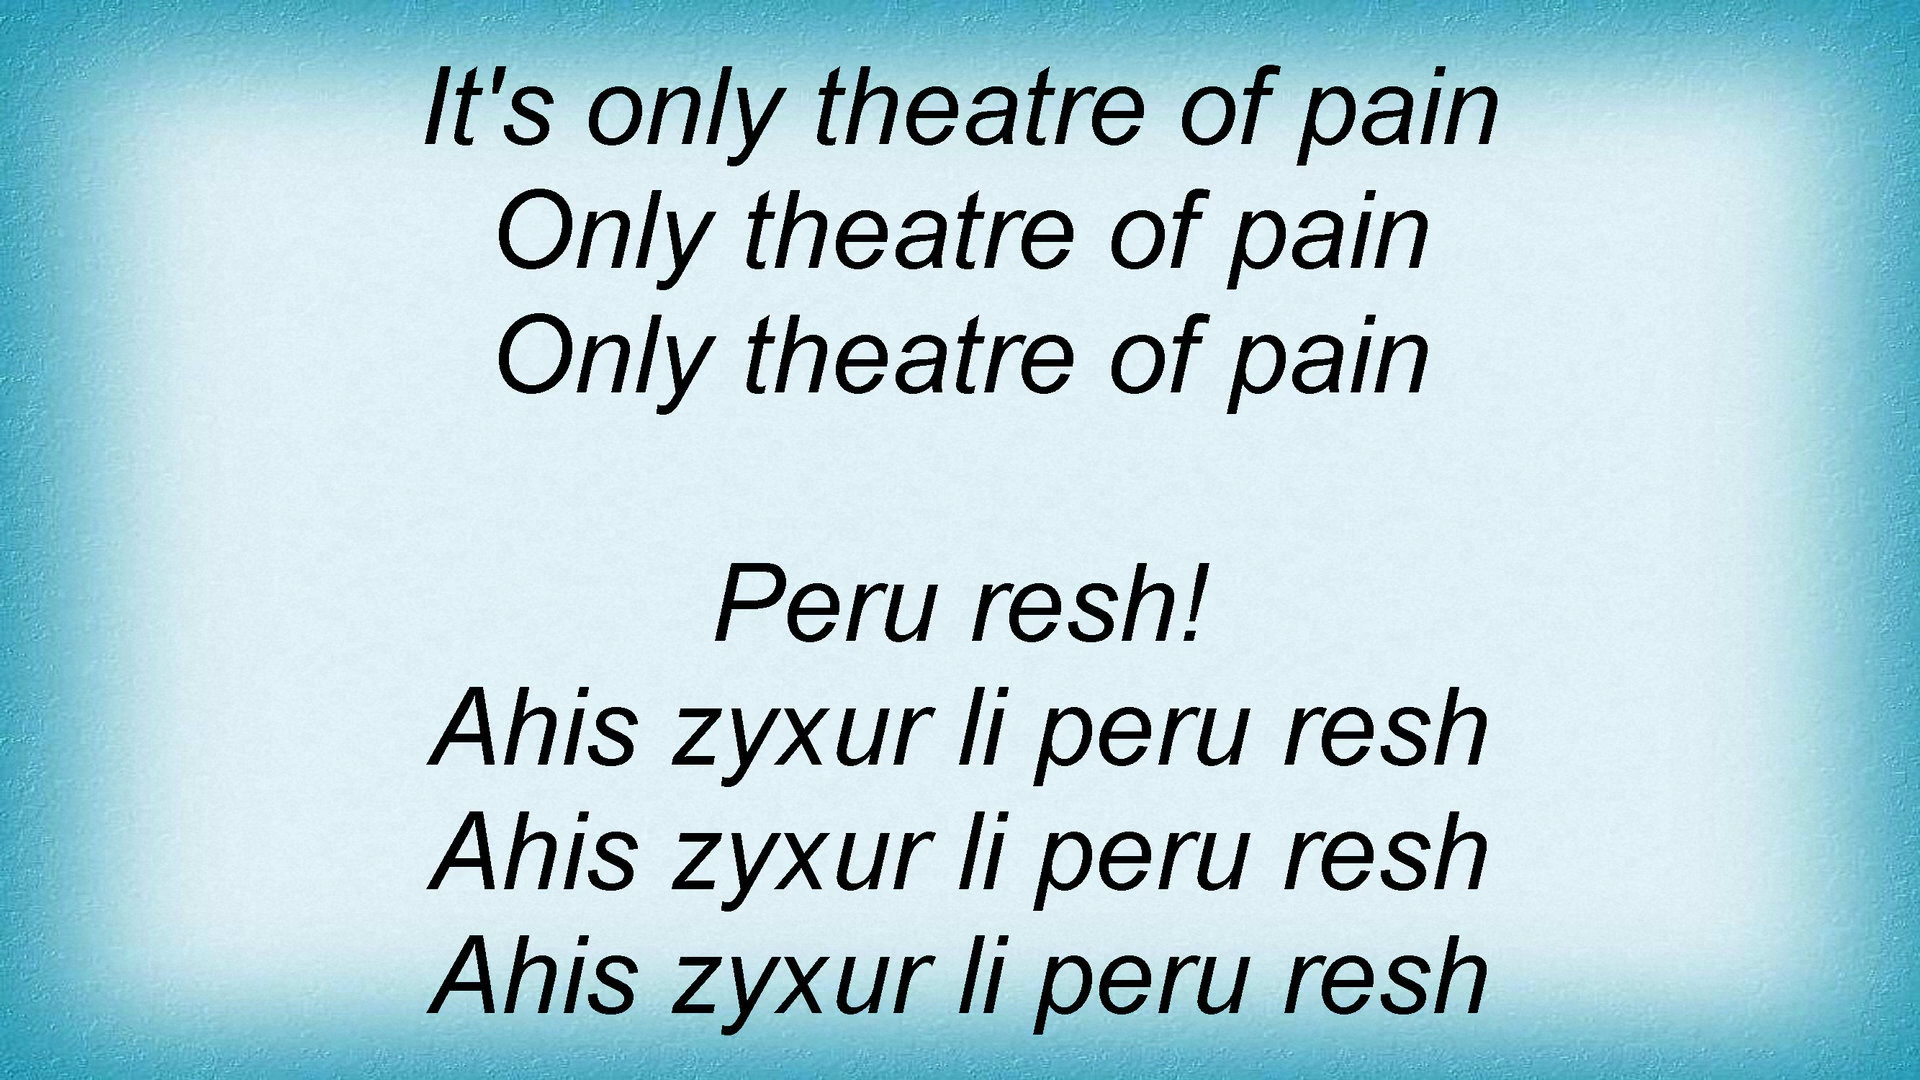 It's only theatre of pain
Only theatre of pain
Only theatre of pain
Peru resh!
Ahis zyxur li peru resh
Ahis zyxur li peru resh
Ahis zyxur li peru resh